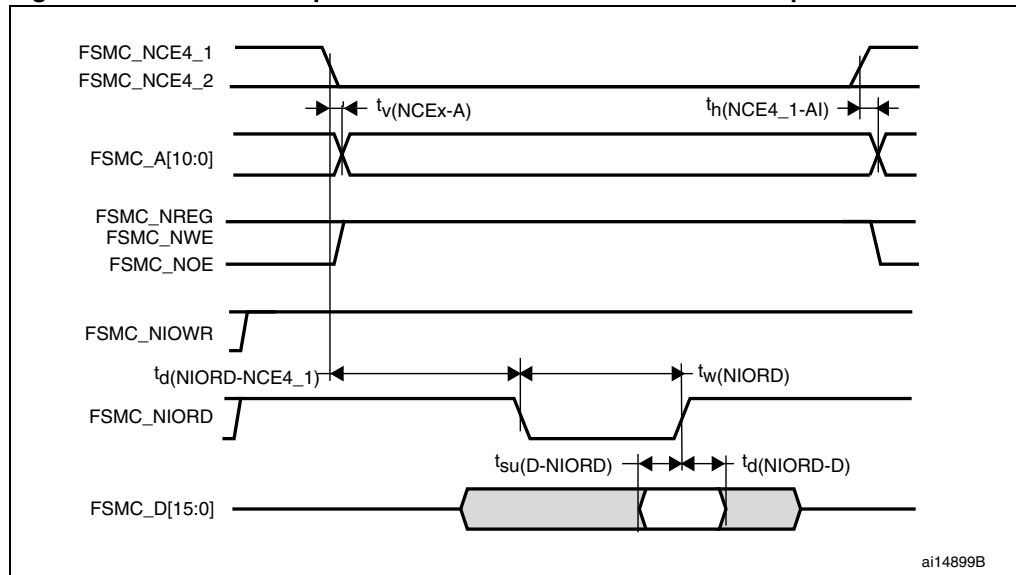 FSMC_NCE4_1
FSMC_NCE4_2
tv(NCEx-A)
th(NCE4_1-AI)
FSMC_A[10:0]
FSMC_NREG
FSMC_NWE
FSMC_NOE
FSMC_NIOWR
td(NIORD-NCE4_1)
tw(NIORD)
FSMC_NIORD
tsu(D-NIORD)
td(NIORD-D)
FSMC_D[15:0]
ai14899B